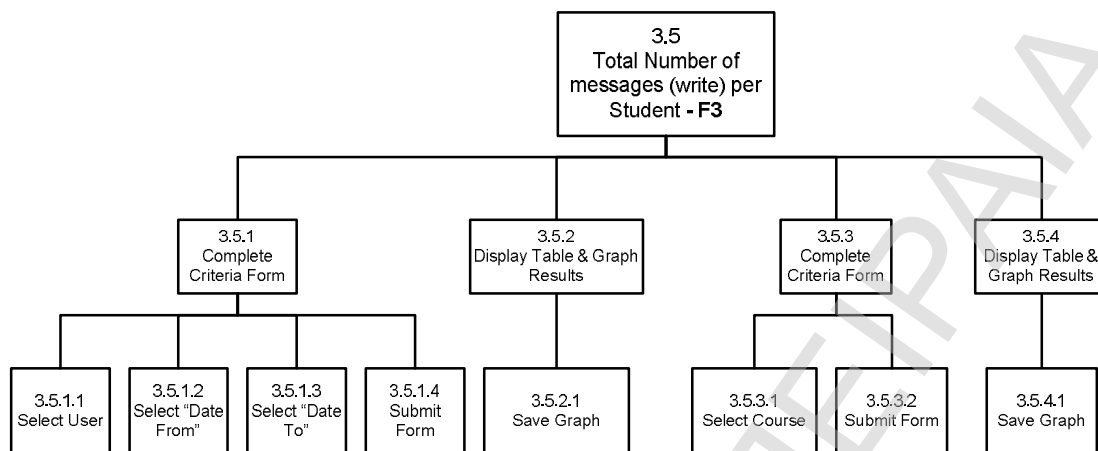 3.5
Total Number of
messages (write) per
Student - F3
3.5.1
Complete
Criteria Form
3.5.2
Display Table & Graph
Results
3.5.3
Complete
Criteria Form
3.5.4
Display Table &
Graph Results
3.5.1.1
Select User
3.5.1.2
Select “Date
From”
3.5.1.3
Select “Date
To”
3.5.1.4
Submit
Form
3.5.2.1
Save Graph
3.5.3.1
Select Course
3.5.3.2
Submit Form
3.5.4.1
Save Graph